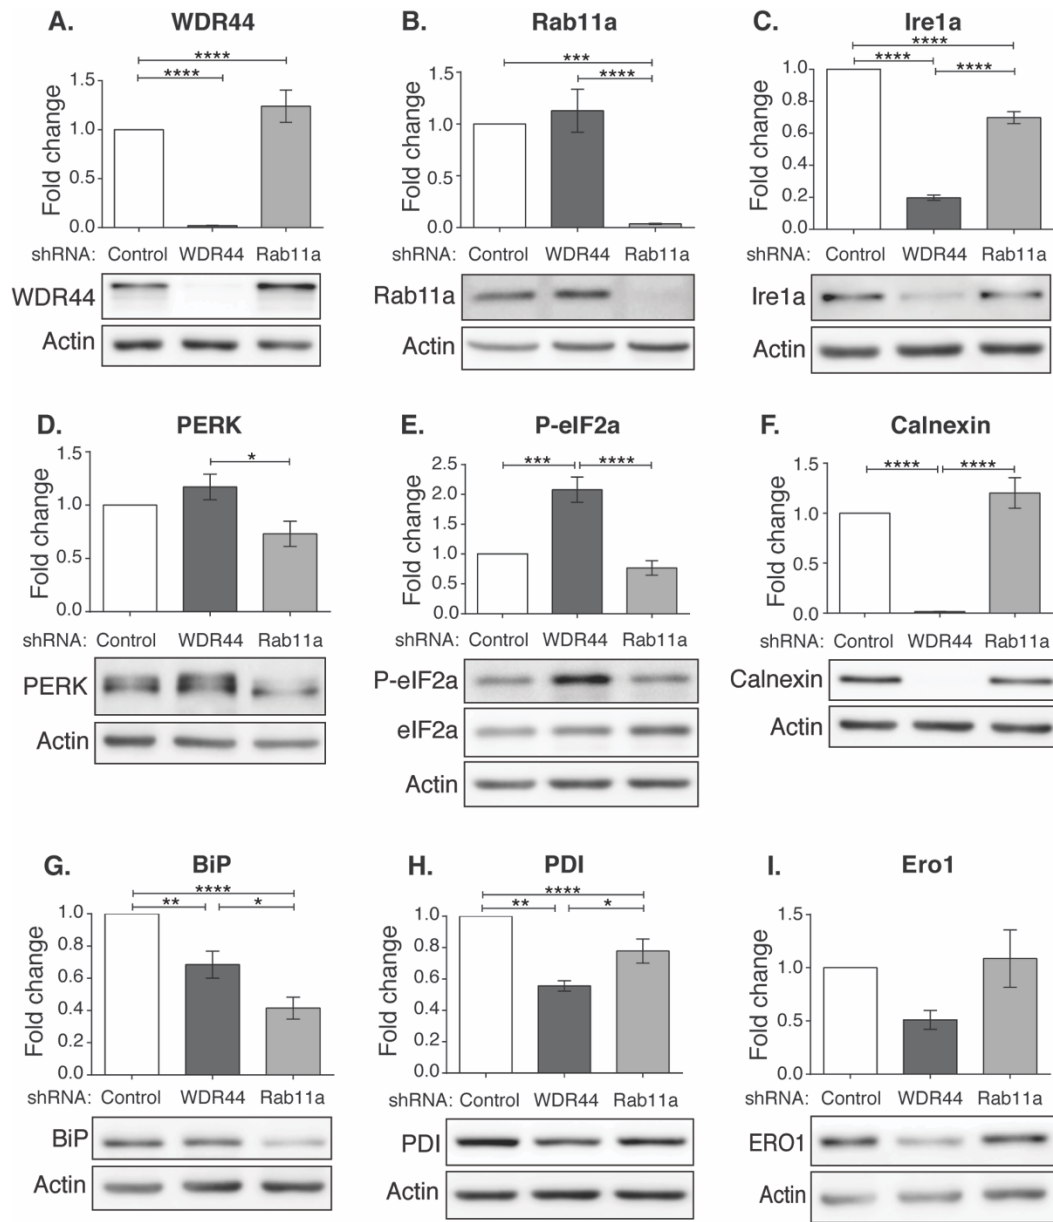 A. WDR44
****
****
Fold change
1.5
1.0
0.5
0.0
shRNA: Control WDR44 Rab11a
WDR44
Actin
B. Rab11a
***
****
Fold change
1.5
1.0
0.5
0.0
shRNA: Control WDR44 Rab11a
Rab11a
Actin
C. Ire1a
****
**** ****
Fold change
1.0
0.8
0.6
0.4
0.2
0.0
shRNA: Control WDR44 Rab11a
Ire1a
Actin
D. PERK
*
Fold change
1.5
1.0
0.5
0.0
shRNA: Control WDR44 Rab11a
PERK
Actin
E. P-eIF2a
*** ****
Fold change
2.5
2.0
1.5
1.0
0.5
0.0
shRNA: Control WDR44 Rab11a
P-eIF2a
eIF2a
Actin
F. Calnexin
**** ****
Fold change
1.5
1.0
0.5
0.0
shRNA: Control WDR44 Rab11a
Calnexin
Actin
G. BiP
****
** *
Fold change
1.0
0.8
0.6
0.4
0.2
0.0
shRNA: Control WDR44 Rab11a
BiP
Actin
H. PDI
****
** *
Fold change
1.0
0.8
0.6
0.4
0.2
0.0
shRNA: Control WDR44 Rab11a
PDI
Actin
I. Ero1
Fold change
1.5
1.0
0.5
0.0
shRNA: Control WDR44 Rab11a
ERO1
Actin